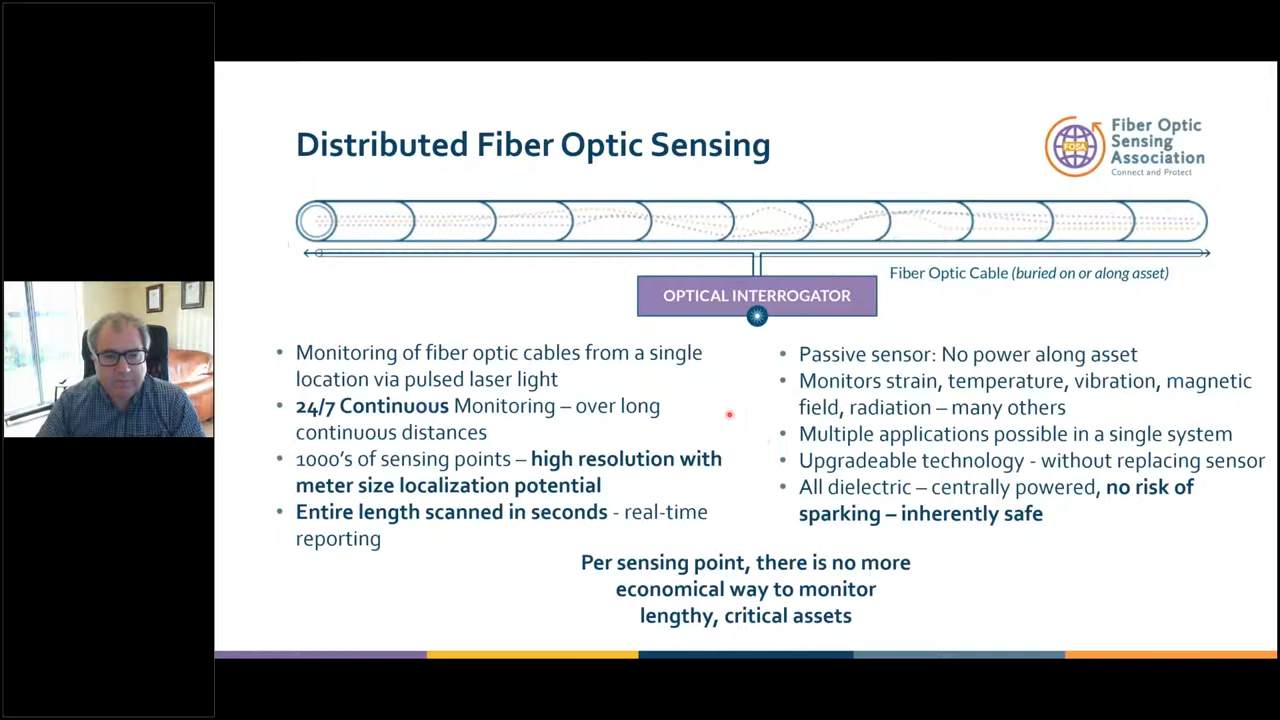 Distributed Fiber Optic Sensing
FOSA
Fiber Optic
Sensing
Association
Connect and Protect
Fiber Optic Cable (buried on or along asset)
OPTICAL INTERROGATOR
• Monitoring of fiber optic cables from a single
location via pulsed laser light
• 24/7 Continuous Monitoring – over long
continuous distances
• 1000's of sensing points – high resolution with
meter size localization potential
• Entire length scanned in seconds - real-time
reporting
• Passive sensor: No power along asset
• Monitors strain, temperature, vibration, magnetic
field, radiation – many others
• Multiple applications possible in a single system
• Upgradeable technology - without replacing sensor
• All dielectric – centrally powered, no risk of
sparking – inherently safe
Per sensing point, there is no more
economical way to monitor
lengthy, critical assets